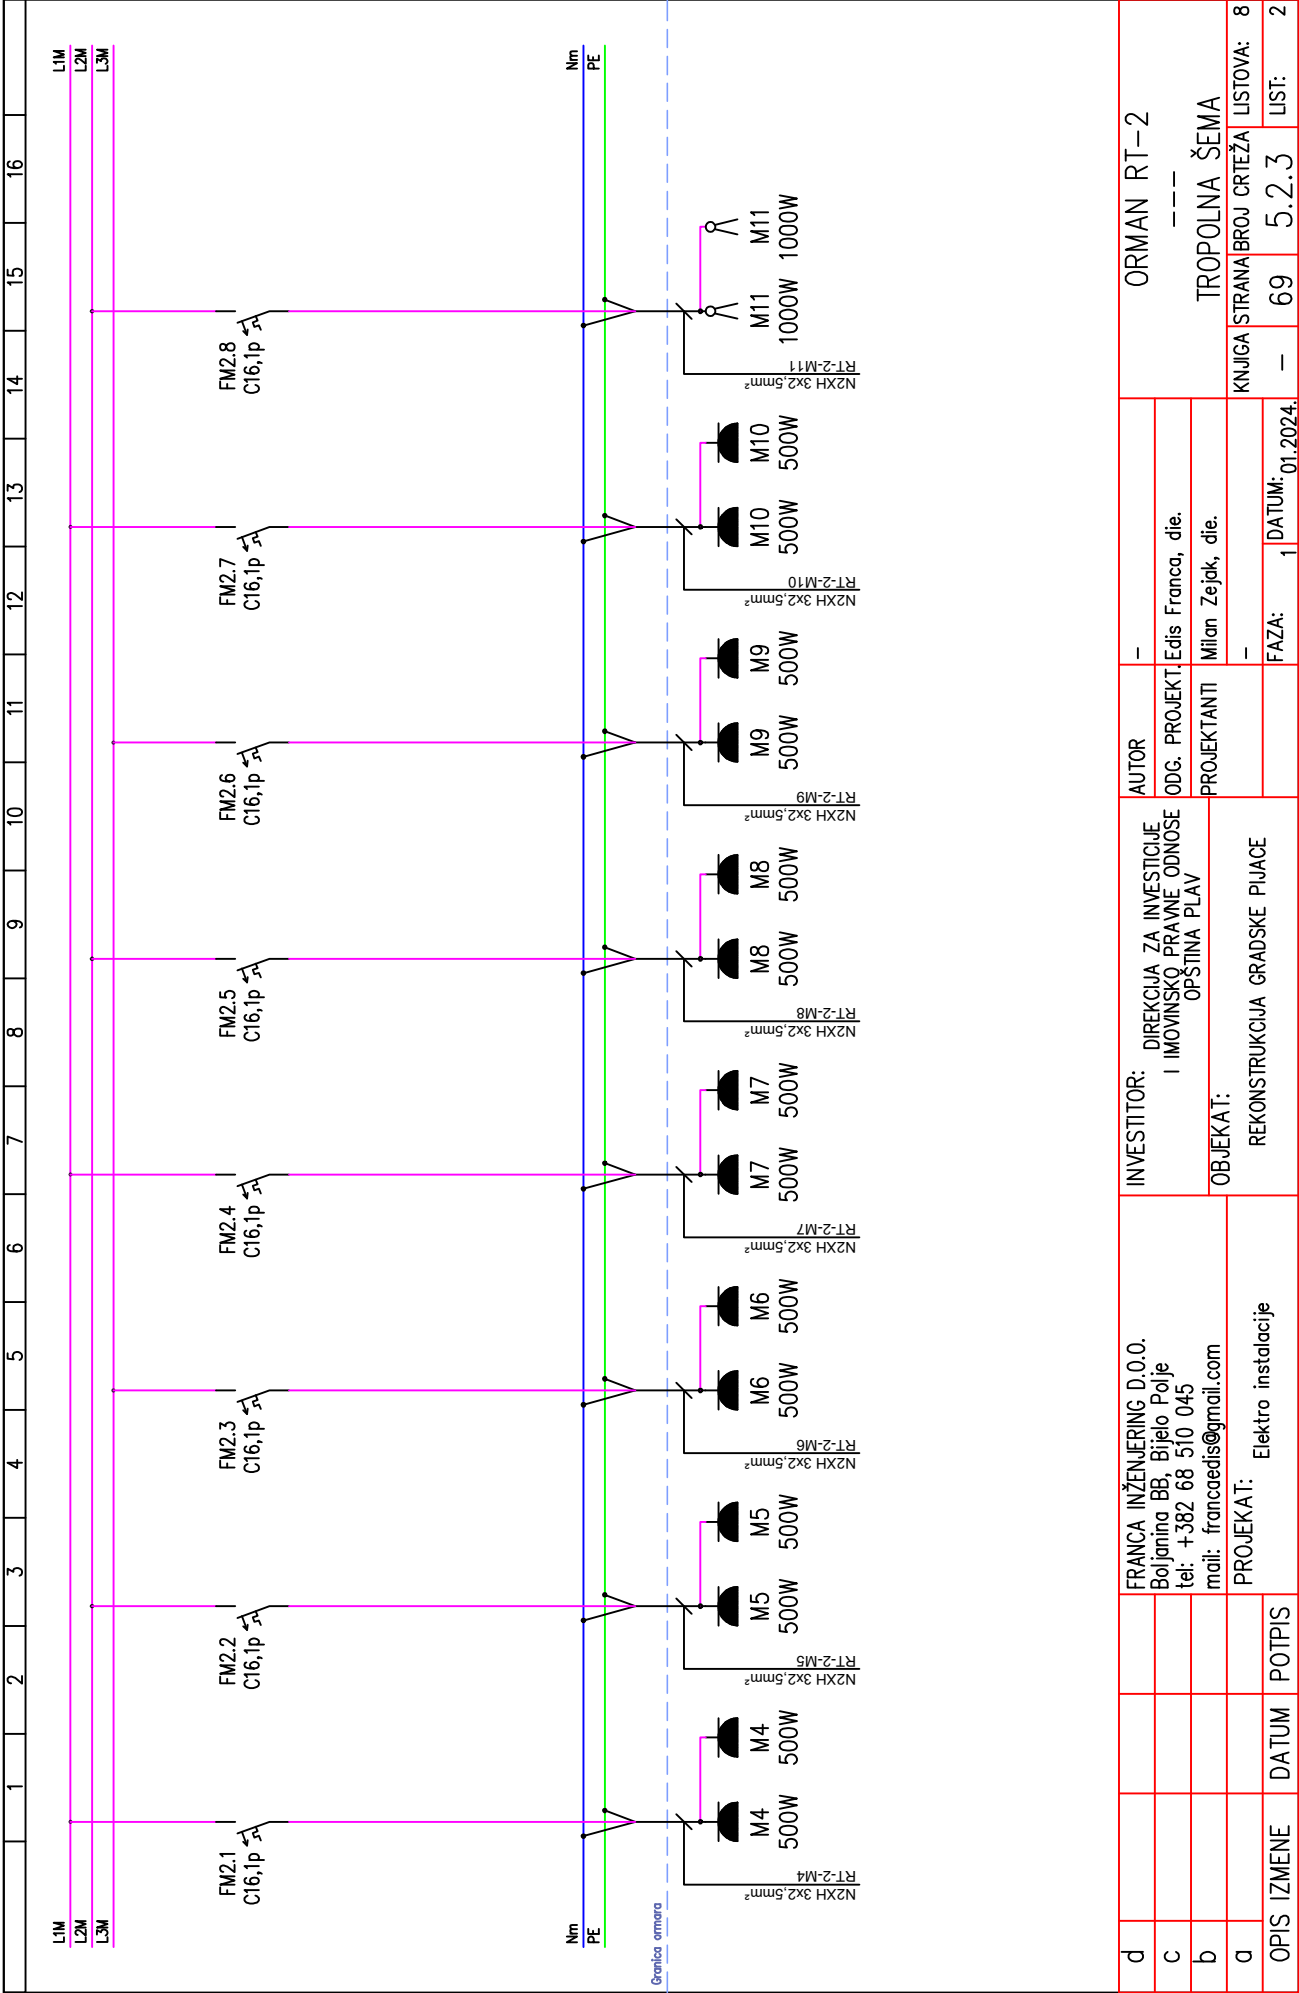 1 2 3 4 5 6 7 8 9 10 11 12 13 14 15 16
L1M L1M
L2M L2M
L3M L3M
FM2.1
C16,1p
FM2.2
C16,1p
FM2.3
C16,1p
FM2.4
C16,1p
FM2.5
C16,1p
FM2.6
C16,1p
FM2.7
C16,1p
FM2.8
C16,1p
Nm Nm
PE PE
Granica ormara
N2XH 3x2,5mm²
RT-2-M4
M4
500W
M4
500W
N2XH 3x2,5mm²
RT-2-M5
M5
500W
M5
500W
N2XH 3x2,5mm²
RT-2-M6
M6
500W
M6
500W
N2XH 3x2,5mm²
RT-2-M7
M7
500W
M7
500W
N2XH 3x2,5mm²
RT-2-M8
M8
500W
M8
500W
N2XH 3x2,5mm²
RT-2-M9
M9
500W
M9
500W
N2XH 3x2,5mm²
RT-2-M10
M10
500W
M10
500W
N2XH 3x2,5mm²
RT-2-M11
M11
1000W
M11
1000W
d
c
b
a
OPIS IZMENE DATUM POTPIS
FRANCA INŽENJERING D.O.O.
Boljanina BB, Bijelo Polje
tel: +382 68 510 045
mail: francaedis@gmail.com
PROJEKAT:
Elektro instalacije
INVESTITOR:
DIREKCIJA ZA INVESTICIJE
I IMOVINSKO PRAVNE ODNOSE
OPŠTINA PLAV
OBJEKAT:
REKONSTRUKCIJA GRADSKE PIJACE
AUTOR –
ODG. PROJEKT. Edis Franca, die.
PROJEKTANTI Milan Zejak, die.
–
FAZA: 1 DATUM: 01.2024.
ORMAN RT–2
–––
TROPOLNA ŠEMA
KNJIGA STRANA BROJ CRTEŽA LISTOVA: 8
– 69 5.2.3 LIST: 2